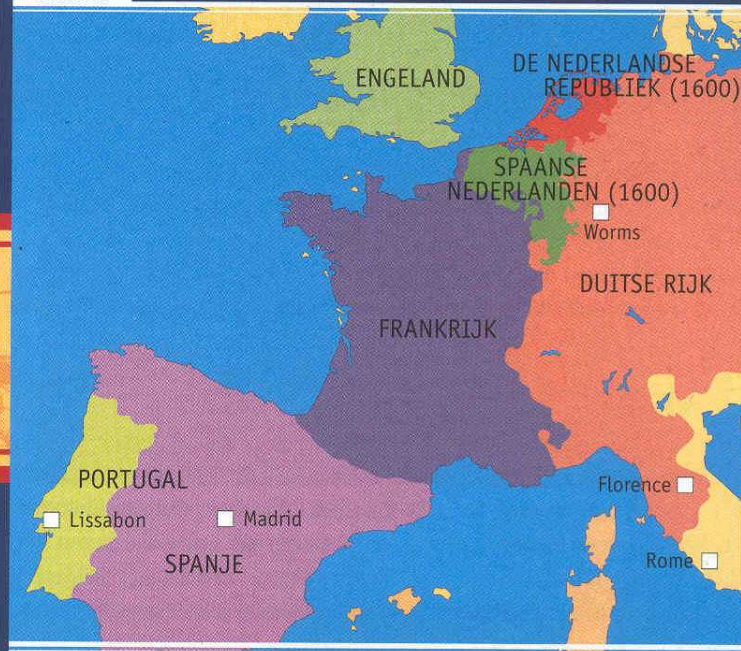 ENGELAND
DE NEDERLANDSE
REPUBLIEK (1600)
SPAANSE
NEDERLANDEN (1600)
Worms
DUITSE RIJK
FRANKRIJK
PORTUGAL
Lissabon
Madrid
SPANJE
Florence
Rome